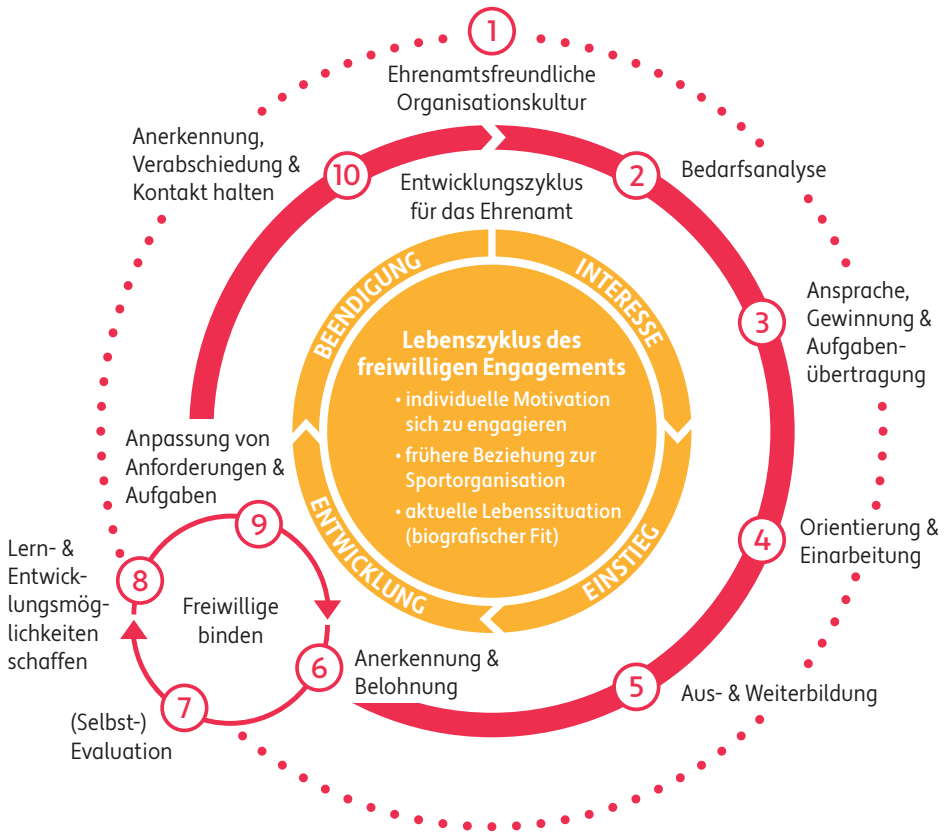 1
Ehrenamtsfreundliche
Organisationskultur
2
Bedarfsanalyse
3
Ansprache,
Gewinnung &
Aufgaben-
übertragung
4
Orientierung &
Einarbeitung
5
Aus- & Weiterbildung
6
Anerkennung &
Belohnung
7
(Selbst-)
Evaluation
8
Lern- &
Entwick-
lungsmög-
lichkeiten
schaffen
9
Anpassung von
Anforderungen &
Aufgaben
Freiwillige
binden
10
Anerkennung,
Verabschiedung &
Kontakt halten
Entwicklungszyklus
für das Ehrenamt
INTERESSE
EINSTIEG
ENTWICKLUNG
BEENDIGUNG
Lebenszyklus des
freiwilligen Engagements
• individuelle Motivation
sich zu engagieren
• frühere Beziehung zur
Sportorganisation
• aktuelle Lebenssituation
(biografischer Fit)